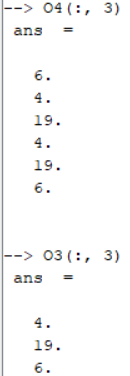 --> O4(:, 3)
ans  =
6.
4.
19.
4.
19.
6.
--> O3(:, 3)
ans  =
4.
19.
6.